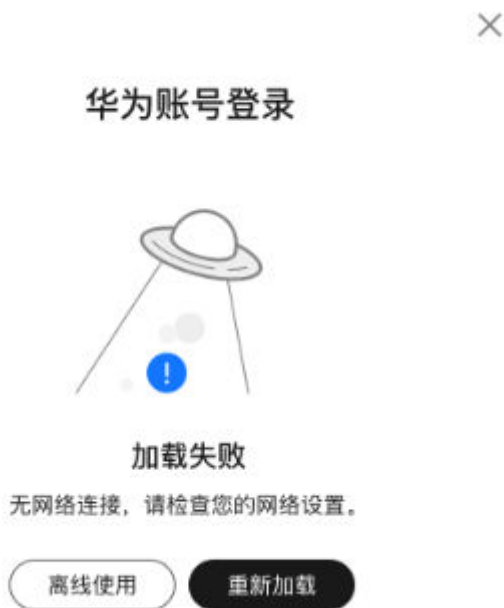 华为账号登录
加载失败
无网络连接，请检查您的网络设置。
离线使用
重新加载